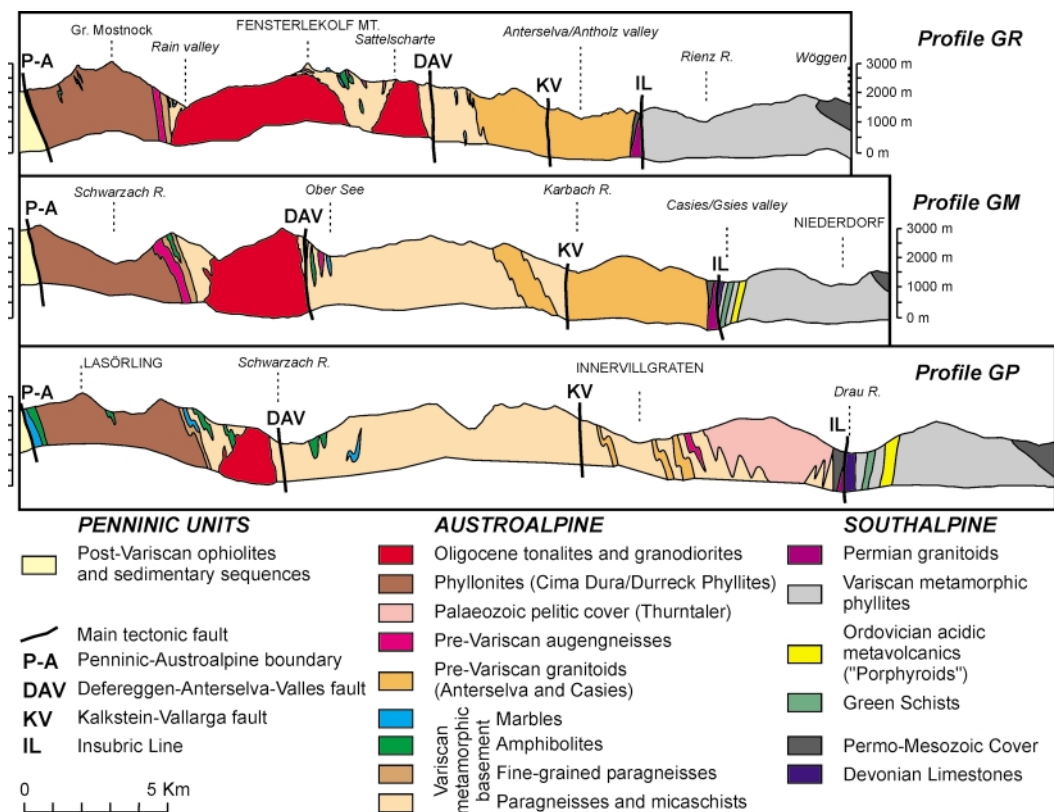 Gr. Mostnock
FENSTERLEKOLF MT.
Anterselva/Antholz valley
Profile GR
Rain valley
Sattelscharte
Rienz R.
Wöggen
P-A
DAV
KV
IL
3000 m
2000 m
1000 m
0 m
Schwarzach R.
Ober See
Karbach R.
Casies/Gsies valley
Profile GM
NIEDERDORF
P-A
DAV
KV
IL
3000 m
2000 m
1000 m
0 m
LASÖRLING
Schwarzach R.
INNERVILLGRATEN
Profile GP
Drau R.
P-A
DAV
KV
IL
PENNINIC UNITS
Post-Variscan ophiolites
and sedimentary sequences
Main tectonic fault
P-A Penninic-Austroalpine boundary
DAV Defereggen-Anterselva-Valles fault
KV Kalkstein-Vallarga fault
IL Insubric Line
0 5 Km
AUSTROALPINE
Oligocene tonalites and granodiorites
Phyllonites (Cima Dura/Durreck Phyllites)
Palaeozoic pelitic cover (Thurntaler)
Pre-Variscan augengneisses
Pre-Variscan granitoids
(Anterselva and Casies)
Variscan
metamorphic
basement
Marbles
Amphibolites
Fine-grained paragneisses
Paragneisses and micaschists
SOUTHALPINE
Permian granitoids
Variscan metamorphic
phyllites
Ordovician acidic
metavolcanics
("Porphyroids")
Green Schists
Permo-Mesozoic Cover
Devonian Limestones